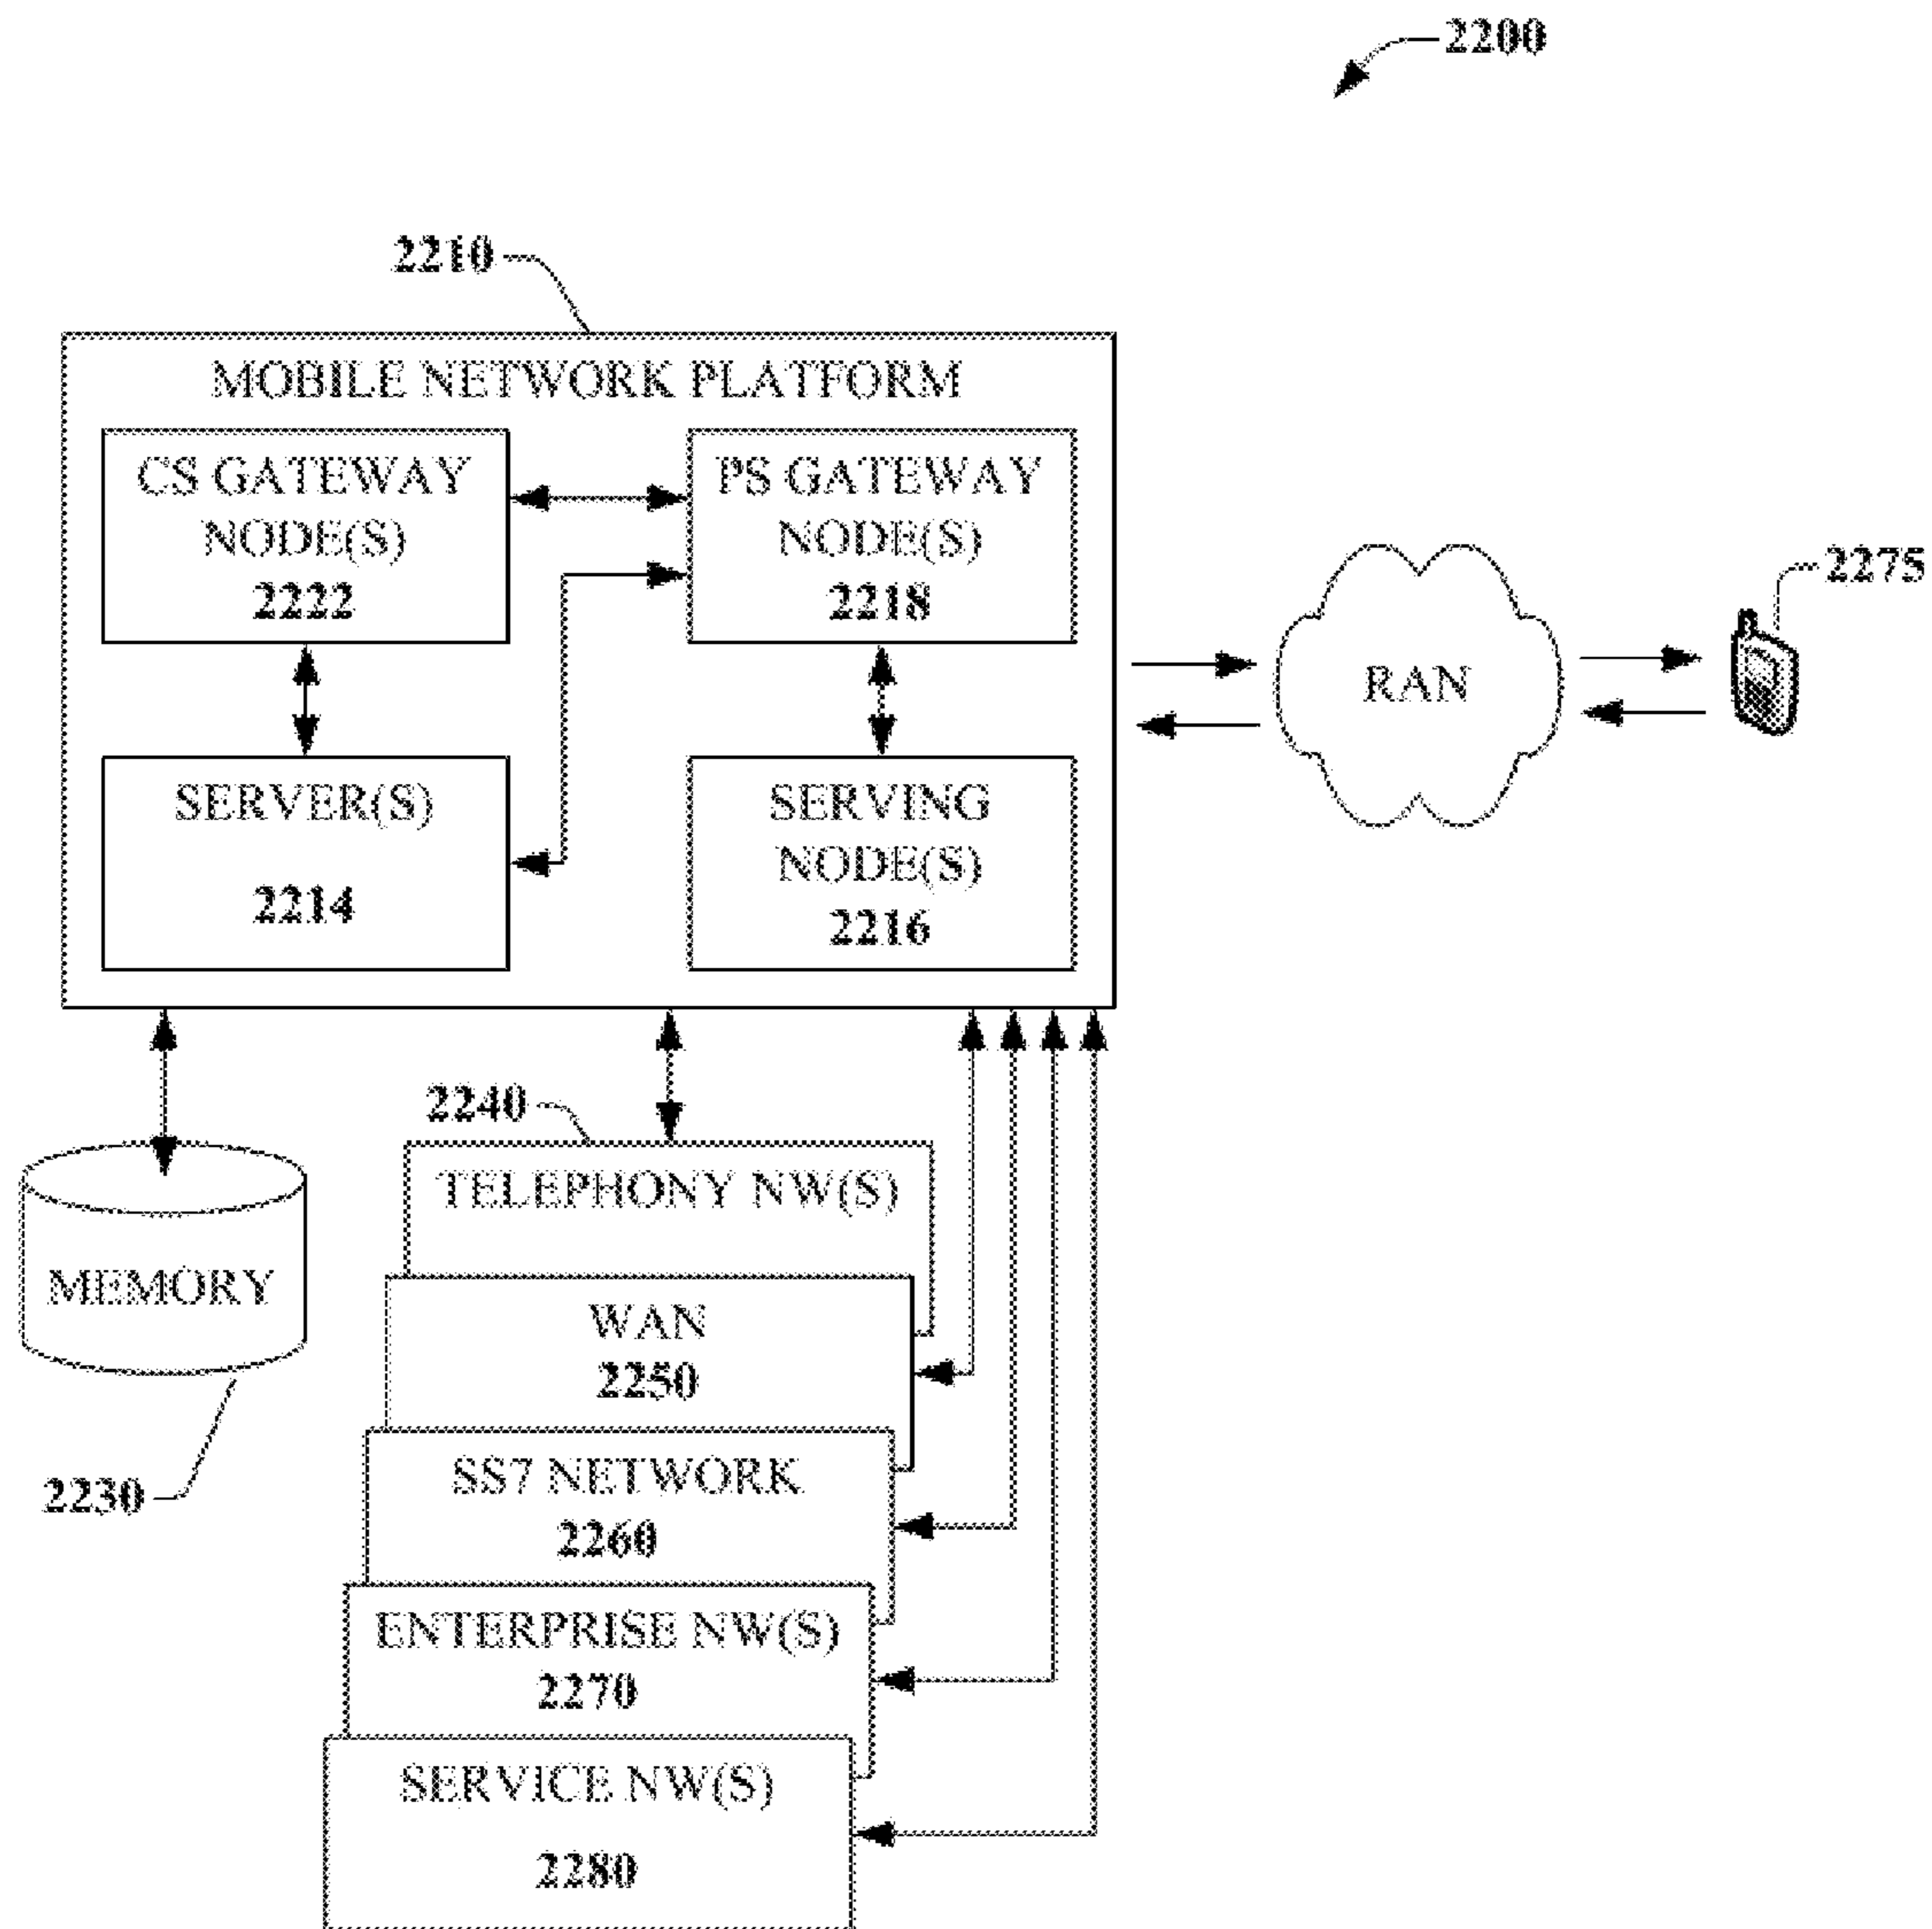 2200
2210
MOBILE NETWORK PLATFORM
CS GATEWAY
NODE(S)
2222
PS GATEWAY
NODE(S)
2218
SERVER(S)
2214
SERVING
NODE(S)
2216
RAN
2275
2240
TELEPHONY NW(S)
MEMORY
2230
WAN
2250
SS7 NETWORK
2260
ENTERPRISE NW(S)
2270
SERVICE NW(S)
2280